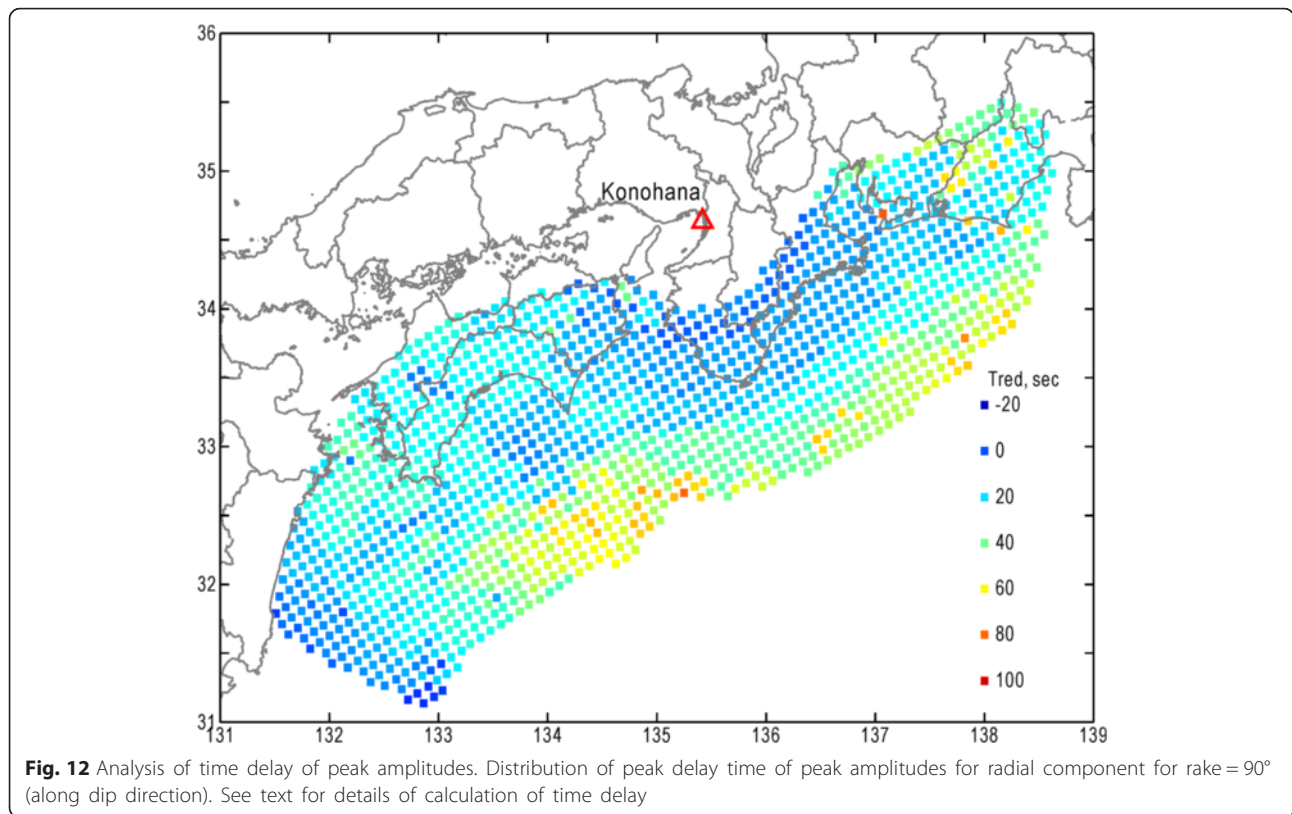 36
35
34
33
32
31
Konohana
Tred, sec
-20
0
20
40
60
80
100
131 132 133 134 135 136 137 138 139
Fig. 12 Analysis of time delay of peak amplitudes. Distribution of peak delay time of peak amplitudes for radial component for rake = 90°
(along dip direction). See text for details of calculation of time delay